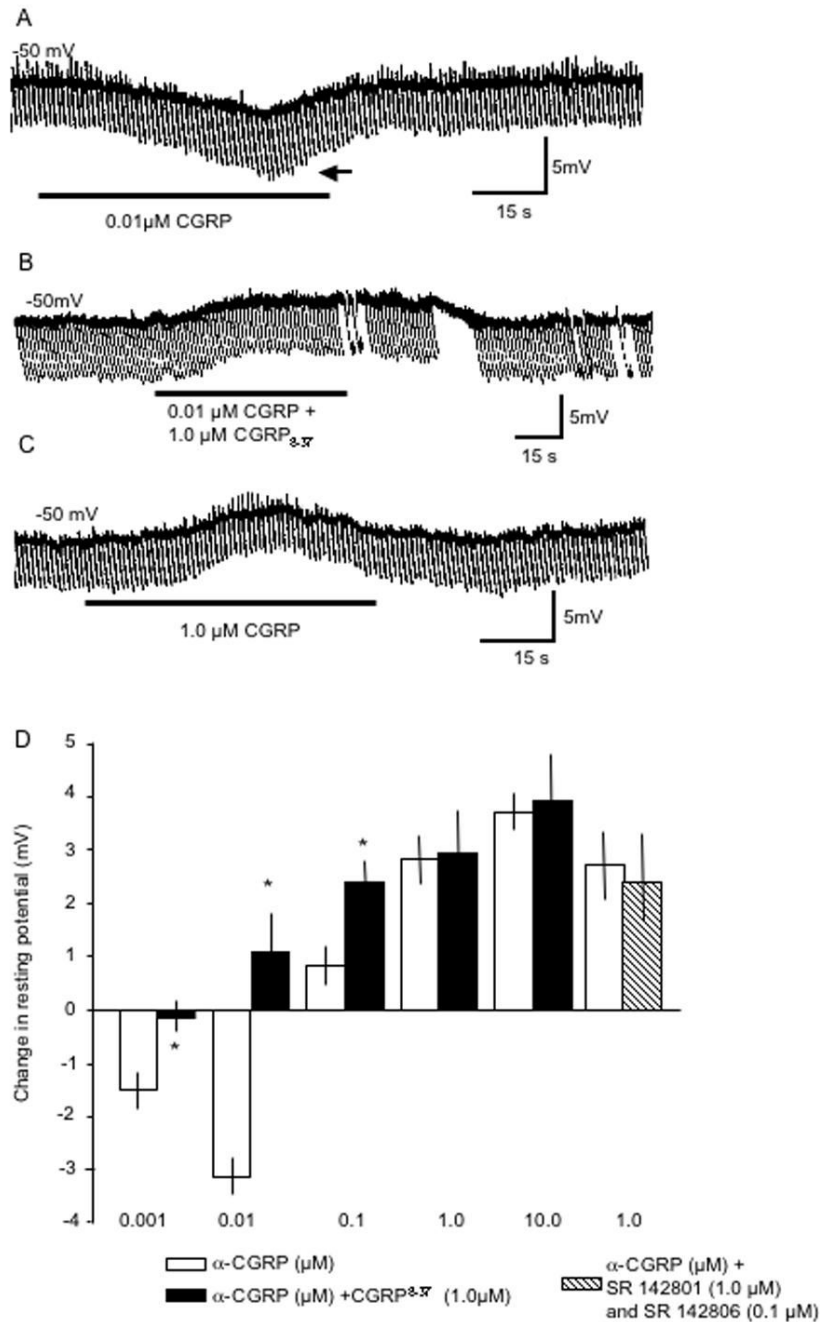 A
-50 mV
5mV
15 s
0.01µM CGRP
B
-50mV
0.01 µM CGRP +
1.0 µM CGRP8-37
5mV
15 s
C
-50 mV
5mV
1.0 µM CGRP
15 s
D
Change in resting potential (mV)
5
4
3
2
1
0
-1
-2
-3
-4
*
*
*
0.001 0.01 0.1 1.0 10.0 1.0
α-CGRP (µM)
α-CGRP (µM) +CGRP8-37 (1.0µM)
α-CGRP (µM) +
SR 142801 (1.0 µM)
and SR 142806 (0.1 µM)